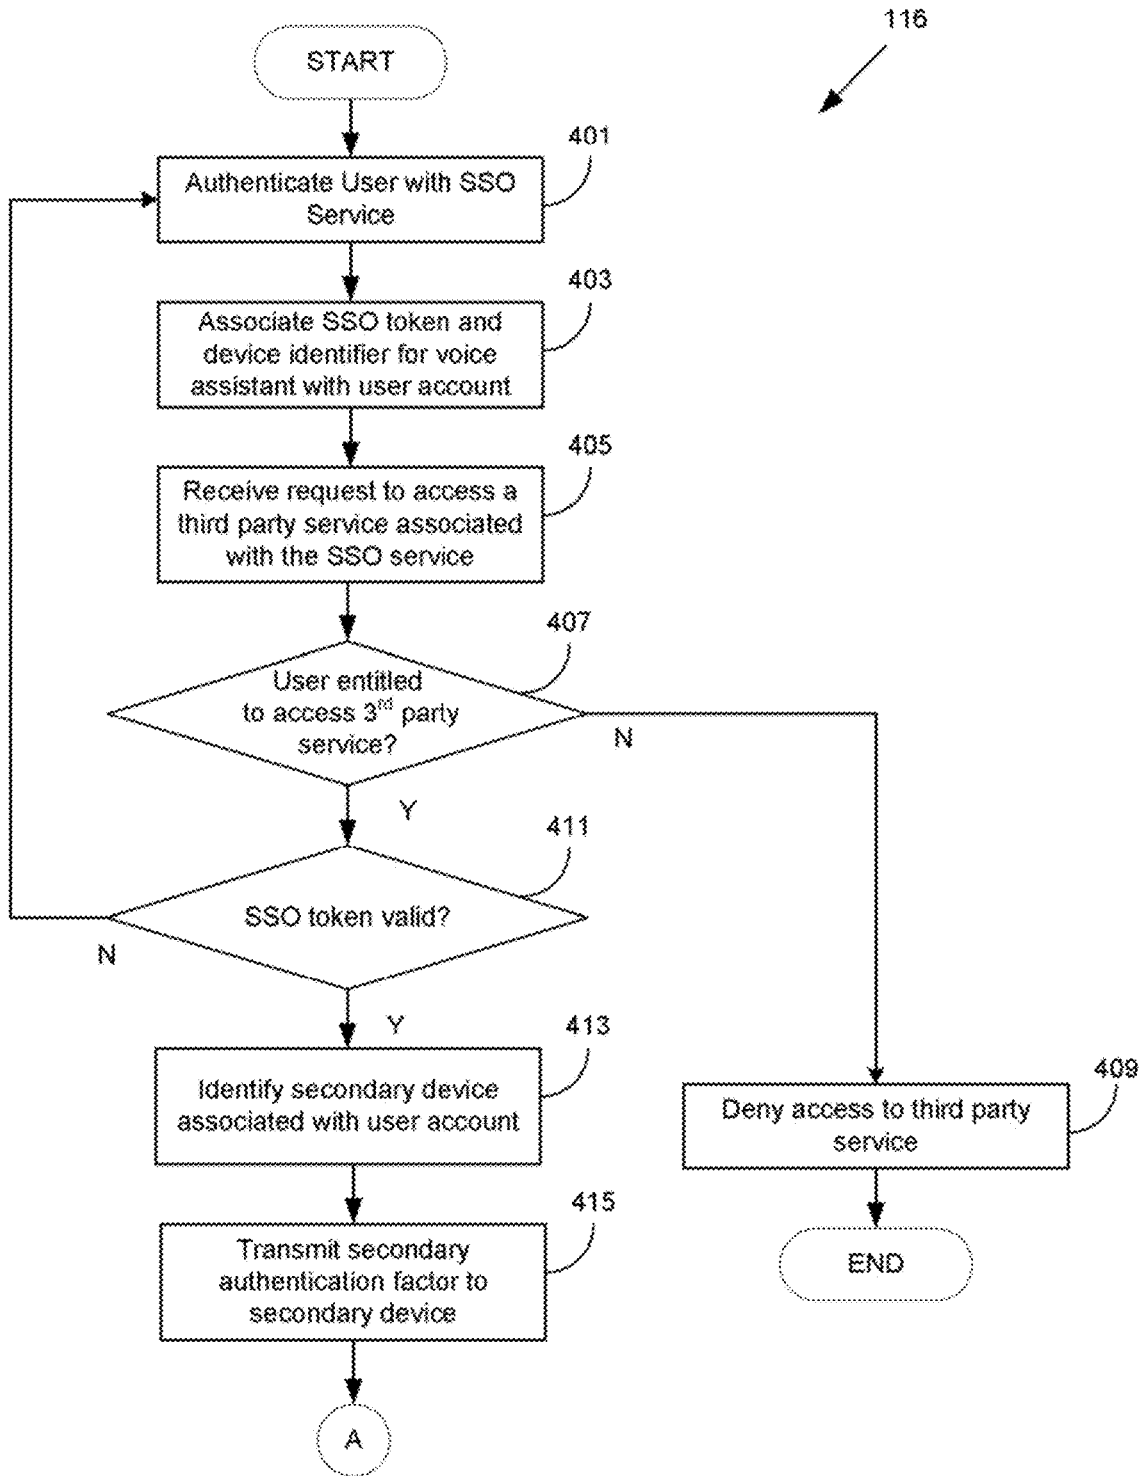 116
START
401
Authenticate User with SSO
Service
403
Associate SSO token and
device identifier for voice
assistant with user account
405
Receive request to access a
third party service associated
with the SSO service
407
User entitled
to access 3rd party
service?
N
Y
411
SSO token valid?
N
Y
413
Identify secondary device
associated with user account
409
Deny access to third party
service
415
Transmit secondary
authentication factor to
secondary device
END
A